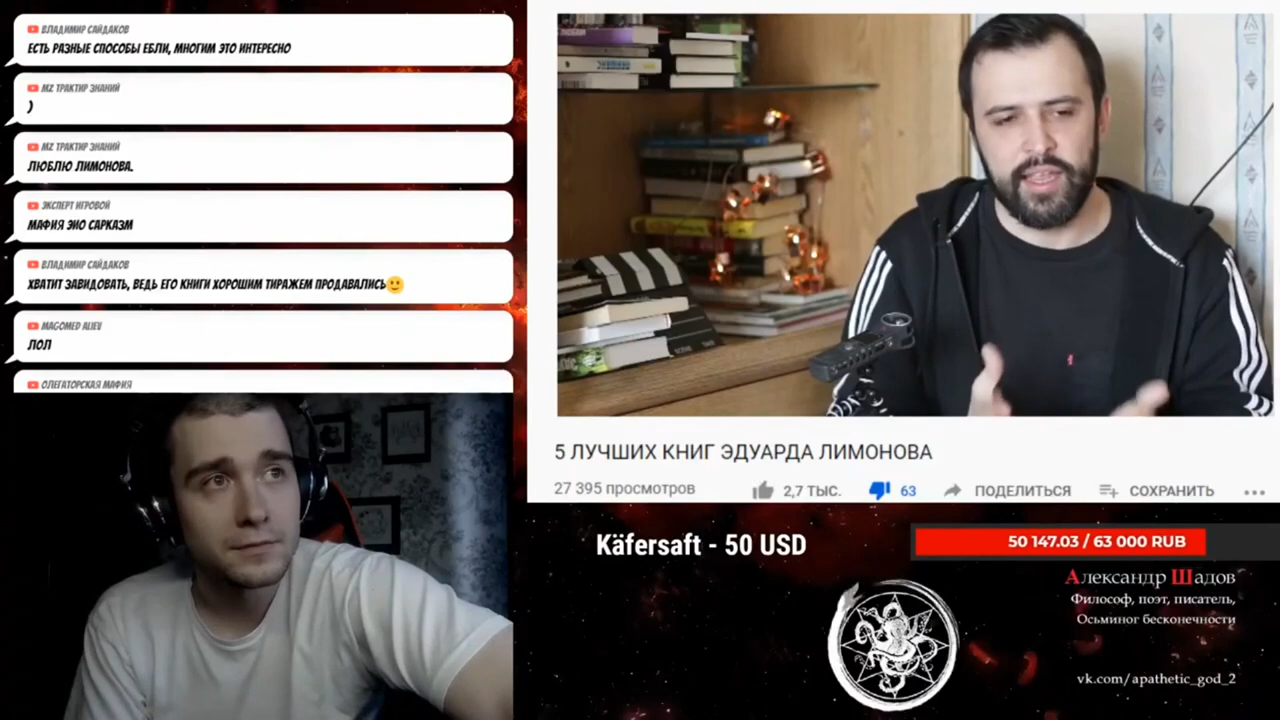 ВЛАДИМИР САЙДАКОВ
ЕСТЬ РАЗНЫЕ СПОСОБЫ ЕБЛИ, МНОГИМ ЭТО ИНТЕРЕСНО
MZ ТРАКТИР ЗНАНИЙ
)
MZ ТРАКТИР ЗНАНИЙ
ЛЮБЛЮ ЛИМОНОВА.
ЭКСПЕРТ ИГРОВОЙ
МАФИЯ ЭИО САРКАЗМ
ВЛАДИМИР САЙДАКОВ
ХВАТИТ ЗАВИДОВАТЬ, ВЕДЬ ЕГО КНИГИ ХОРОШИМ ТИРАЖЕМ ПРОДАВАЛИСЬ🙂
MAGOMED ALIEV
ЛОЛ
ОЛЕГАТОРСКАЯ МАФИЯ
5 ЛУЧШИХ КНИГ ЭДУАРДА ЛИМОНОВА
27 395 просмотров
2,7 ТЫС. 63 ПОДЕЛИТЬСЯ СОХРАНИТЬ
Käfersaft - 50 USD
50 147.03 / 63 000 RUB
Александр Шадов
Философ, поэт, писатель,
Осьминог бесконечности
vk.com/apathetic_god_2